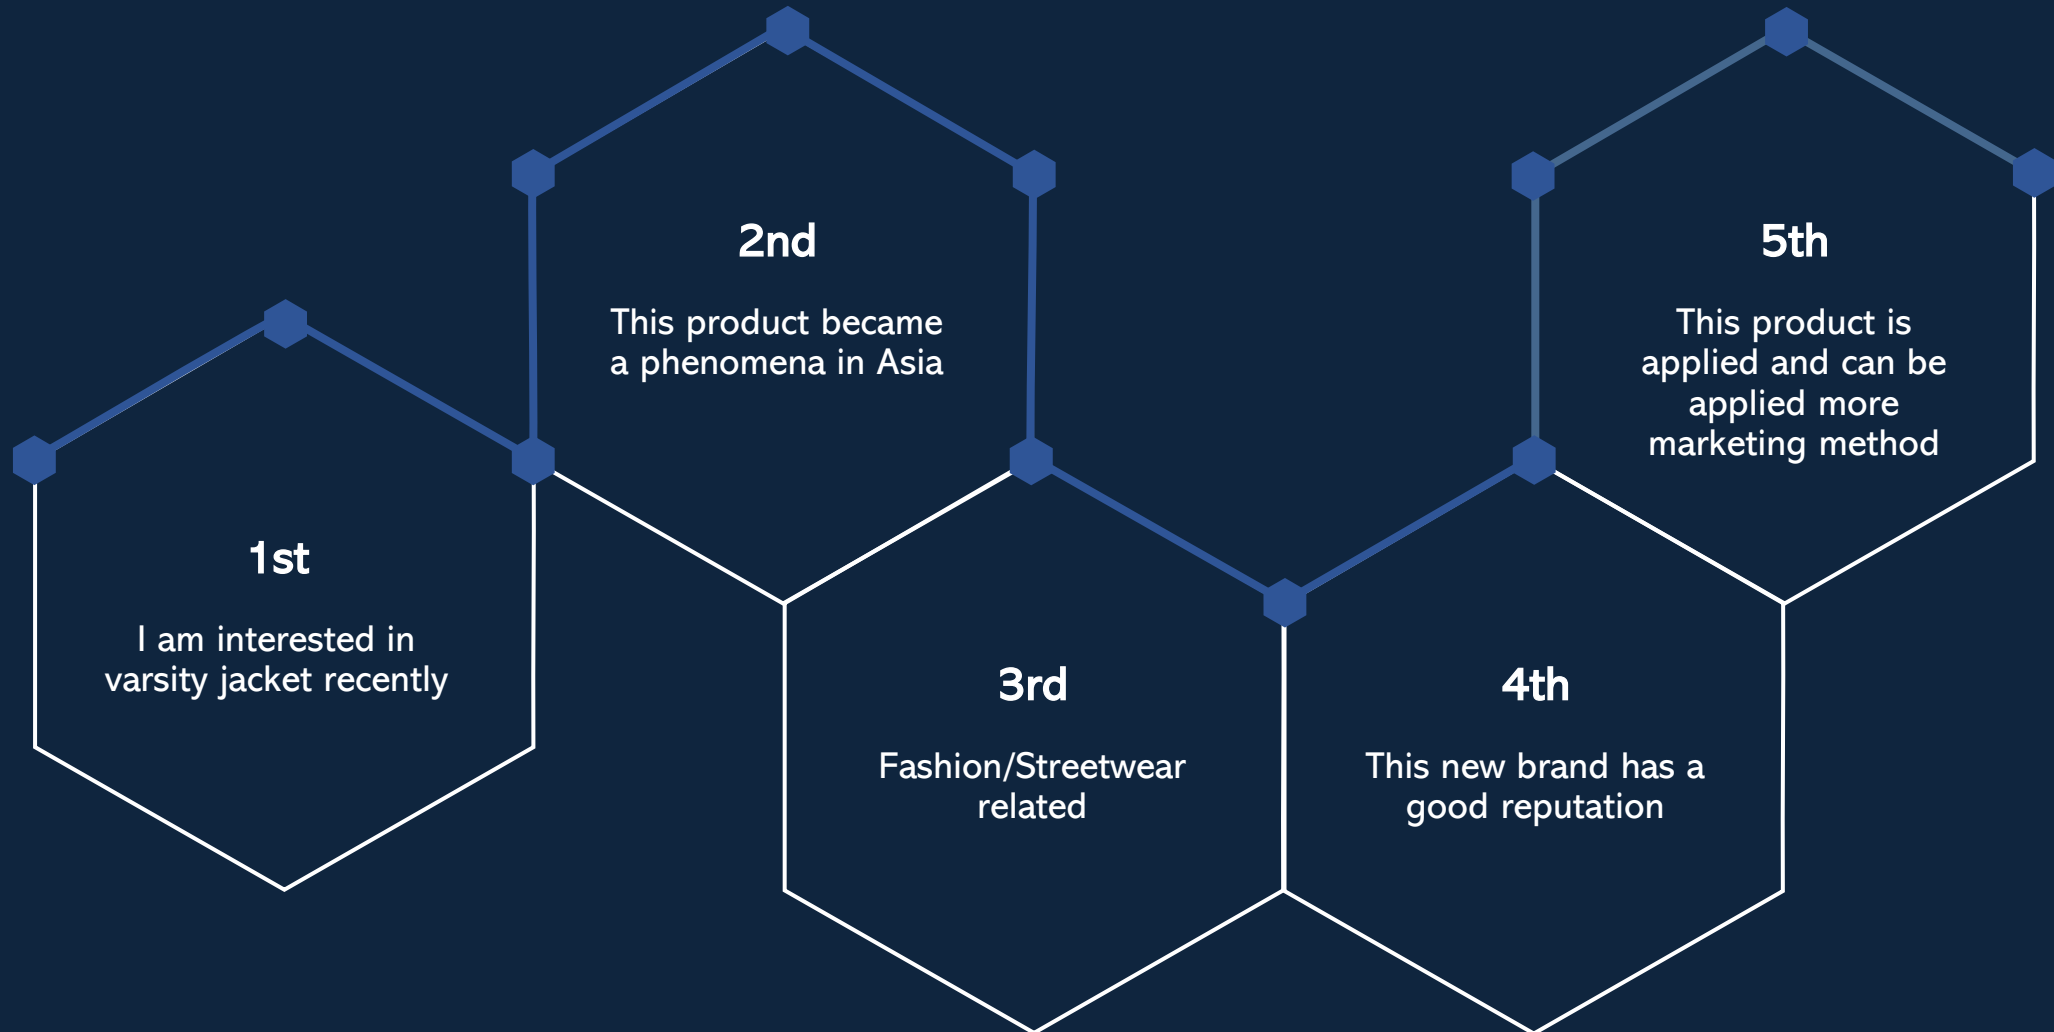 1st
I am interested in
varsity jacket recently
2nd
This product became
a phenomena in Asia
3rd
Fashion/Streetwear
related
4th
This new brand has a
good reputation
5th
This product is
applied and can be
applied more
marketing method